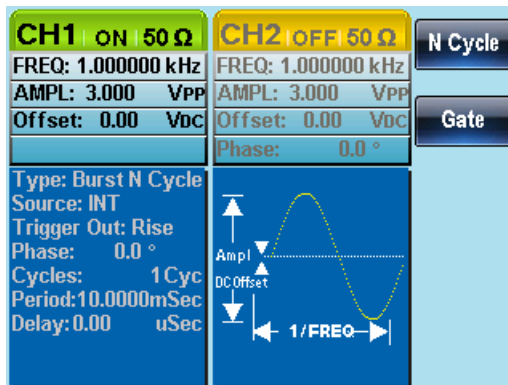 CH1 ON 50 Ω
FREQ: 1.000000 kHz
AMPL: 3.000 VPP
Offset: 0.00 VDC
CH2 OFF 50 Ω
FREQ: 1.000000 kHz
AMPL: 3.000 VPP
Offset: 0.00 VDC
Phase: 0.0 °
N Cycle
Gate
Type: Burst N Cycle
Source: INT
Trigger Out: Rise
Phase: 0.0 °
Cycles: 1Cyc
Period:10.0000mSec
Delay:0.00 uSec
Ampl
DC Offset
1/FREQ